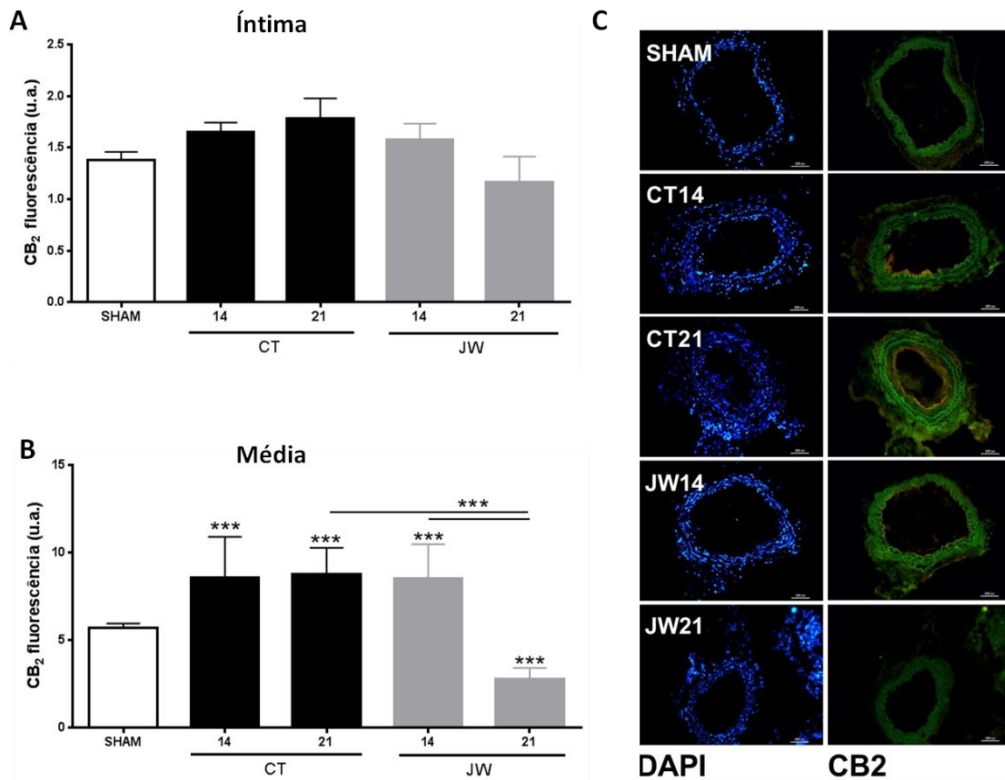 A
Íntima
CB₂ fluorescência (u.a.)
2.5
2.0
1.5
1.0
0.5
0.0
SHAM
14
21
14
21
CT
JW
B
Média
CB₂ fluorescência (u.a.)
15
10
5
0
***
***
***
***
***
SHAM
14
21
14
21
CT
JW
C
SHAM
CT14
CT21
JW14
JW21
DAPI
CB2